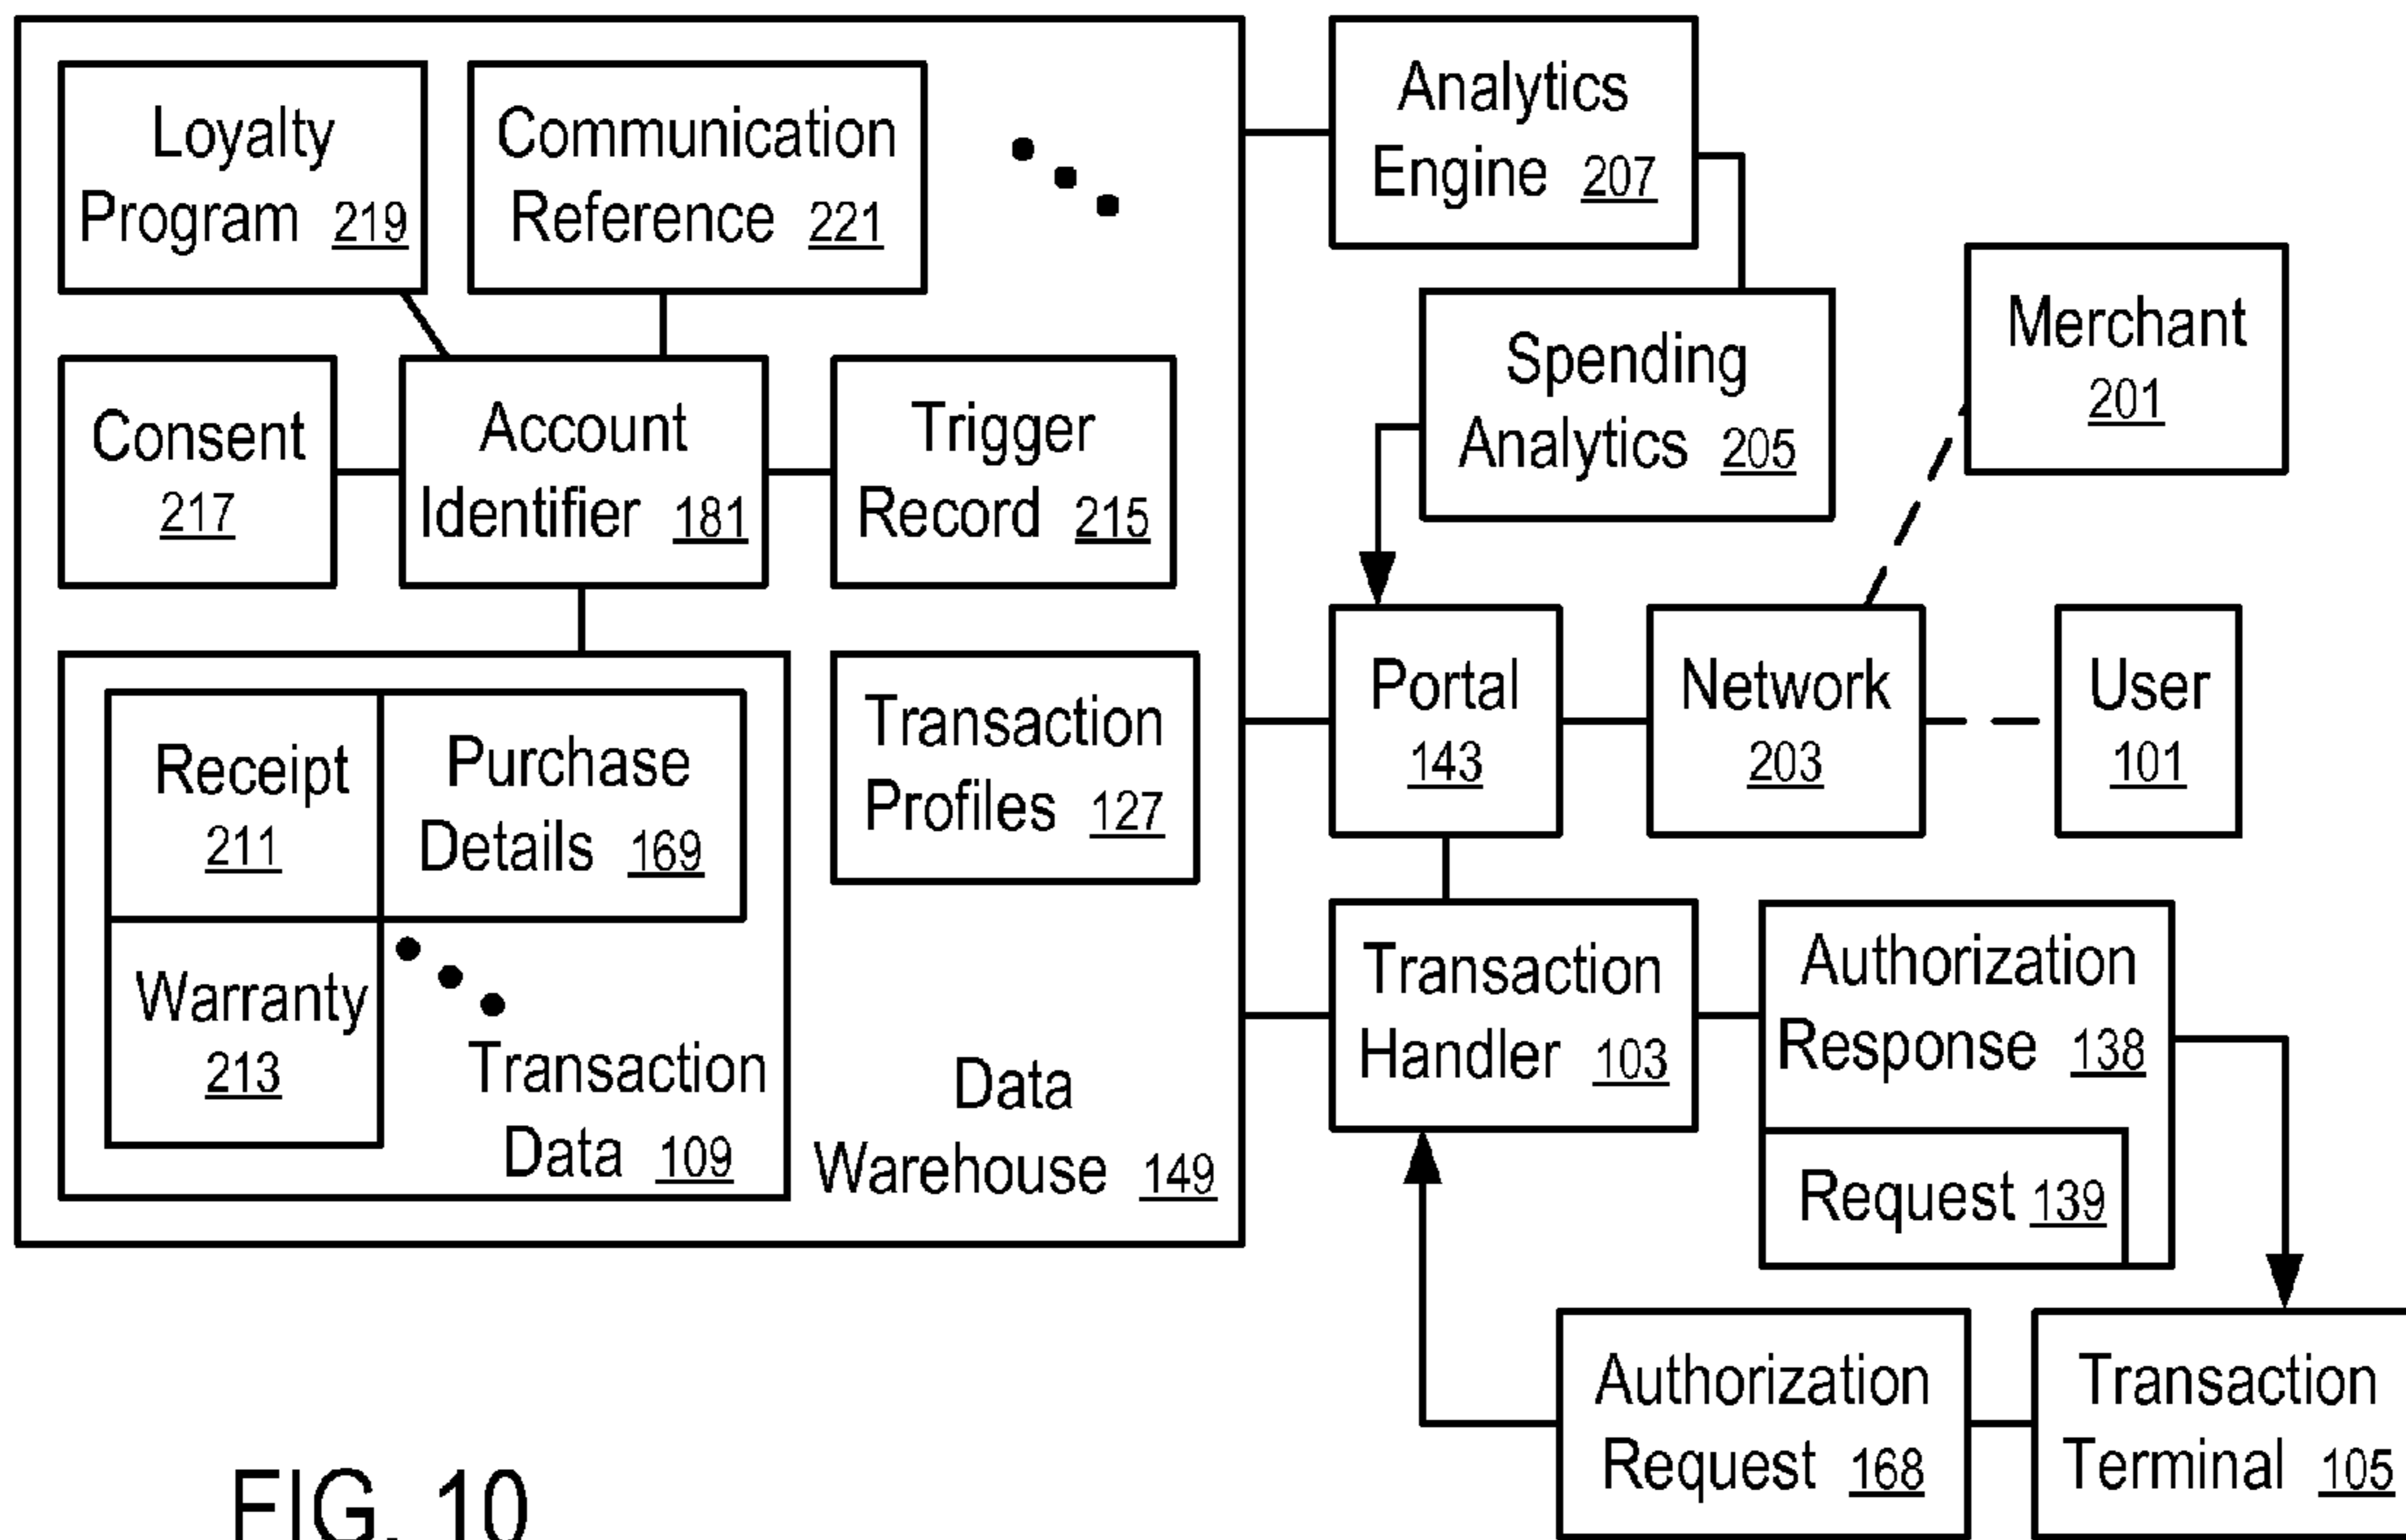 Loyalty
Program 219
Communication
Reference 221
Consent
217
Account
Identifier 181
Trigger
Record 215
Receipt
211
Purchase
Details 169
Warranty
213
Transaction
Data 109
Transaction
Profiles 127
Data
Warehouse 149
Analytics
Engine 207
Spending
Analytics 205
Merchant
201
Portal
143
Network
203
User
101
Transaction
Handler 103
Authorization
Response 138
Request 139
Authorization
Request 168
Transaction
Terminal 105
FIG. 10